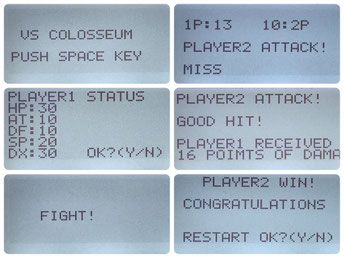 VS COLOSSEUM
PUSH SPACE KEY
1P:13 10:2P
PLAYER2 ATTACK!
MISS
PLAYER1 STATUS
HP:30
AT:10
DF:10
SP:20
DX:30 OK?(Y/N)
PLAYER2 ATTACK!
GOOD HIT!
PLAYER1 RECEIVED
16 POIMTS OF DAMA
FIGHT!
PLAYER2 WIN!
CONGRATULATIONS
RESTART OK?(Y/N)